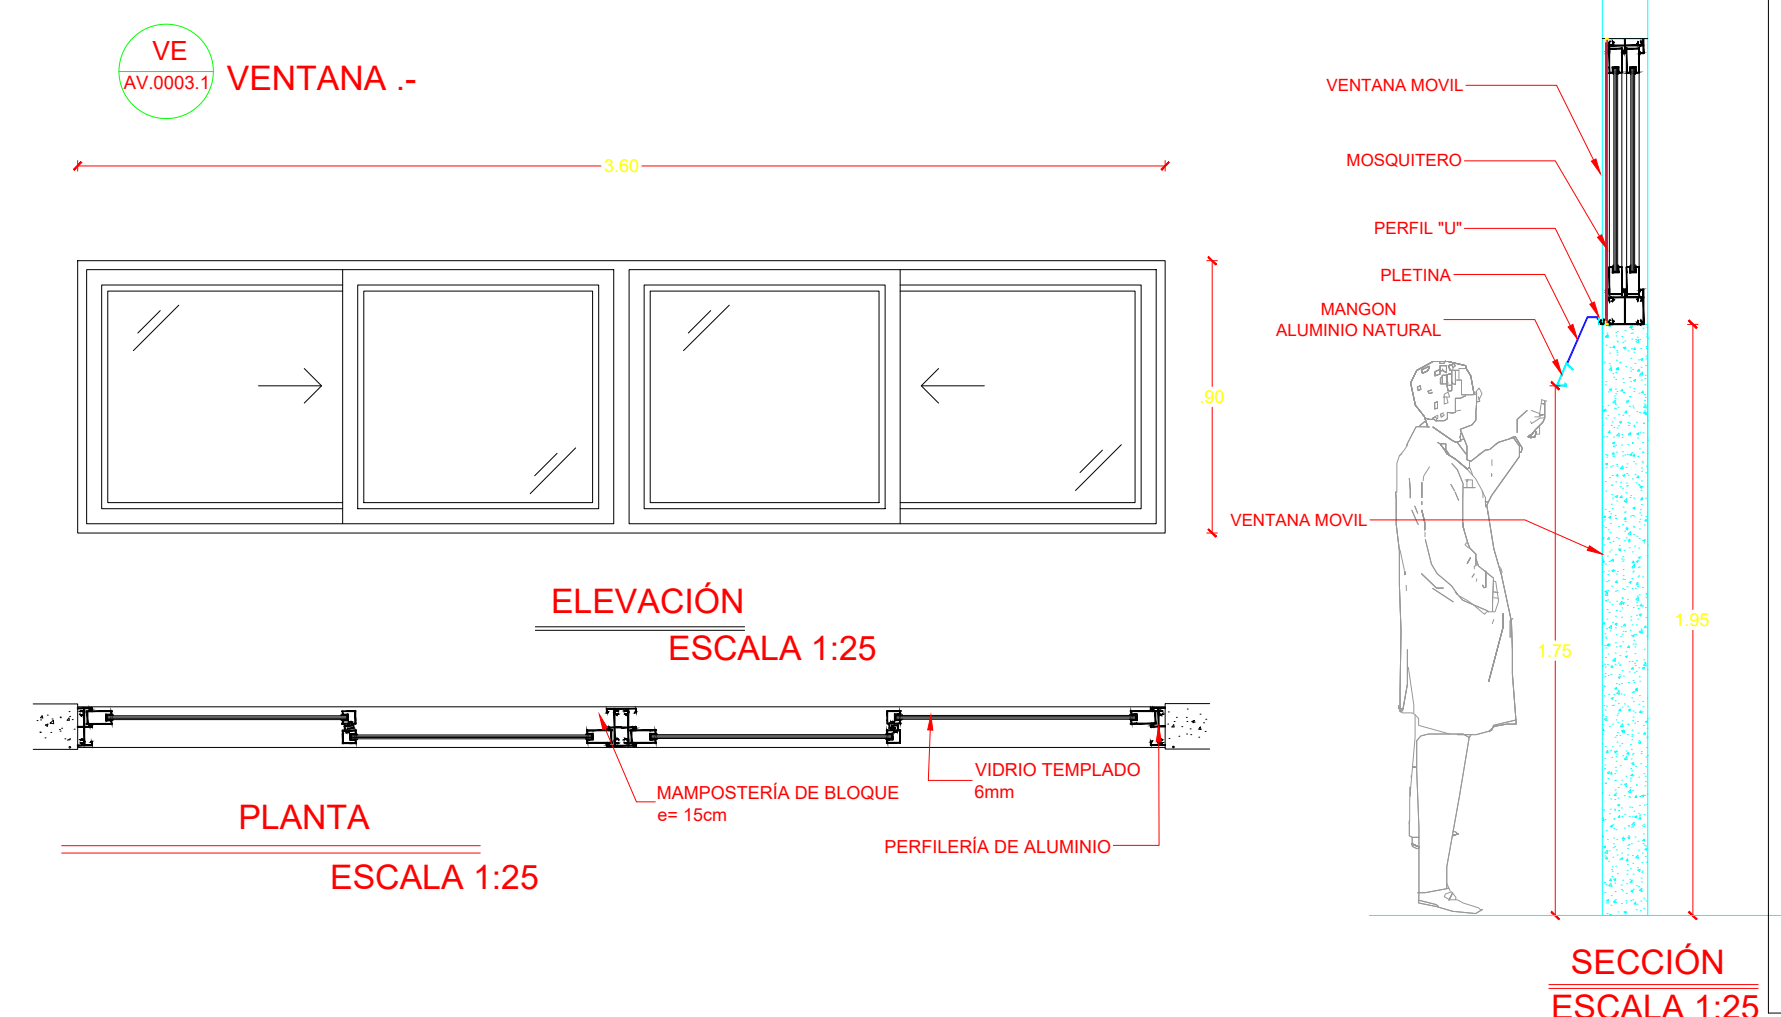 VE
AV.0003.1
VENTANA .-
3.60
.90
ELEVACIÓN
ESCALA 1:25
MAMPOSTERÍA DE BLOQUE
e= 15cm
VIDRIO TEMPLADO
6mm
PERFILERÍA DE ALUMINIO
PLANTA
ESCALA 1:25
VENTANA MOVIL
MOSQUITERO
PERFIL "U"
PLETINA
MANGON
ALUMINIO NATURAL
VENTANA MOVIL
1.75
1.95
SECCIÓN
ESCALA 1:25